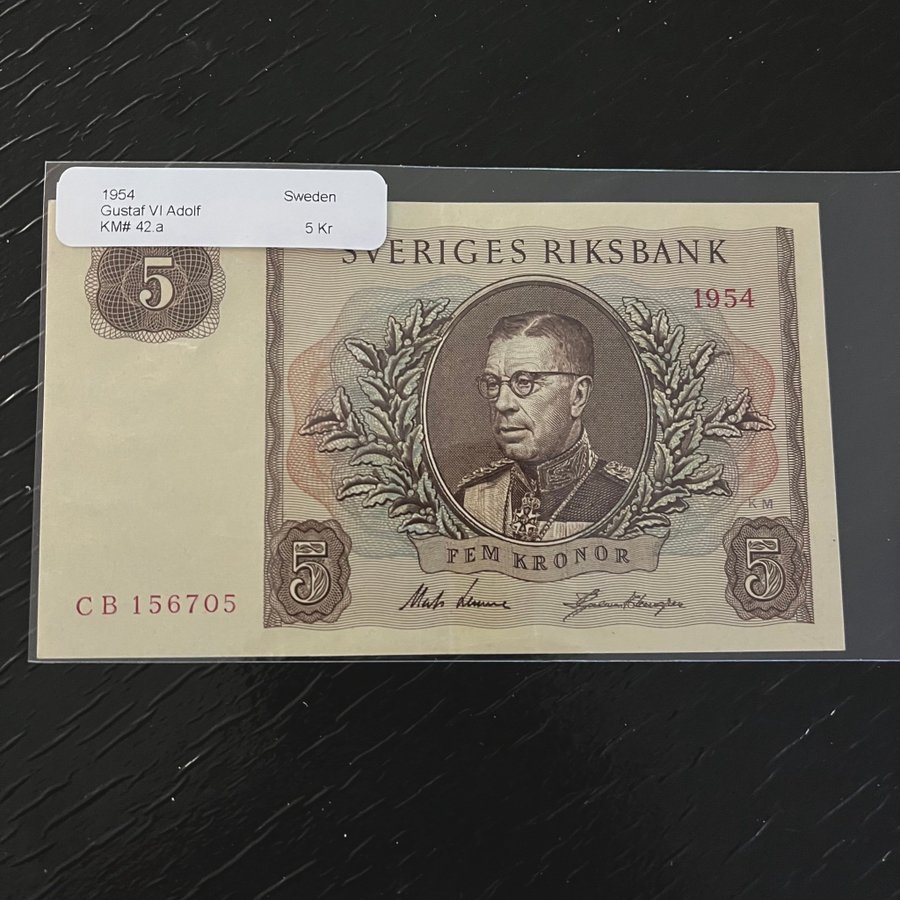 1954 Sweden
Gustaf VI Adolf
KM# 42.a 5 Kr
SVERIGES RIKSBANK
5
1954
KM
FEM KRONOR
5 5
CB 156705